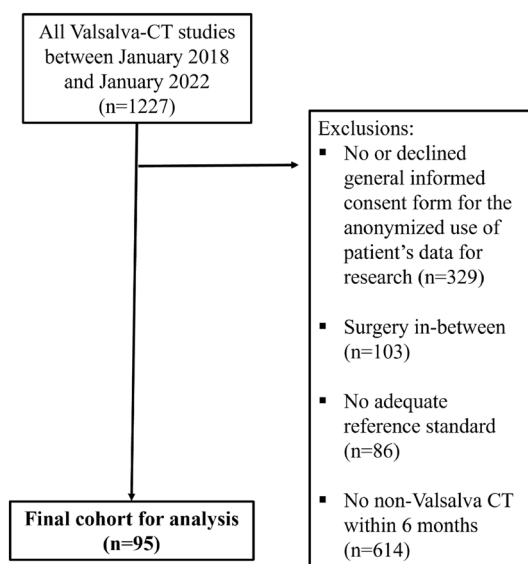 All Valsalva-CT studies
between January 2018
and January 2022
(n=1227)
Exclusions:
▪ No or declined
general informed
consent form for the
anonymized use of
patient's data for
research (n=329)
▪ Surgery in-between
(n=103)
▪ No adequate
reference standard
(n=86)
▪ No non-Valsalva CT
within 6 months
(n=614)
Final cohort for analysis
(n=95)